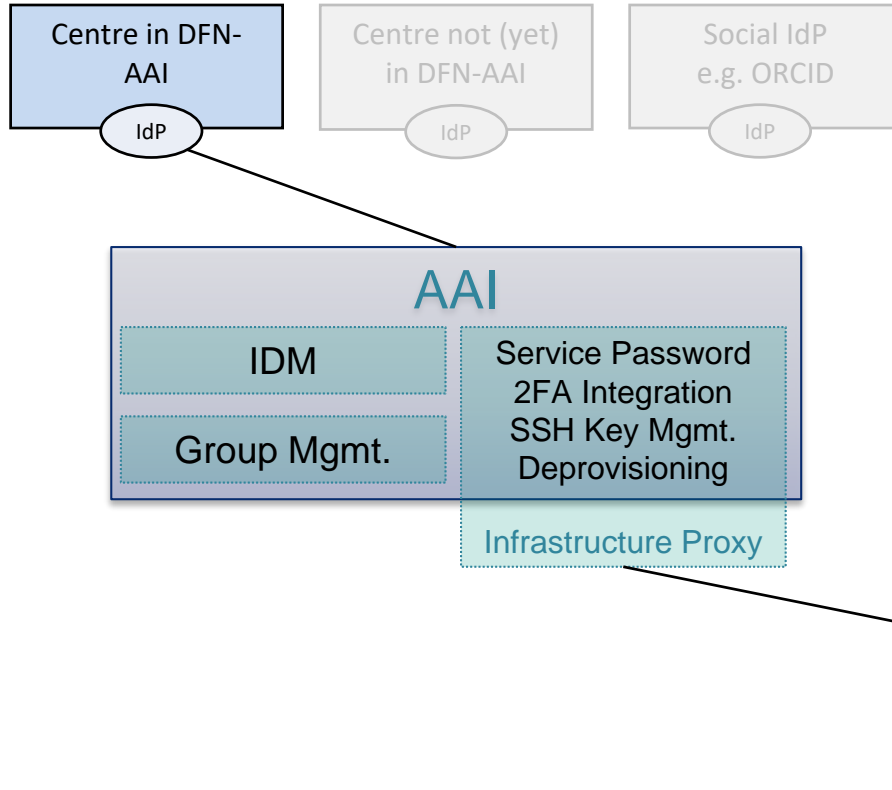 Centre in DFN-
AAI
IdP
Centre not (yet)
in DFN-AAI
IdP
Social IdP
e.g. ORCID
IdP
AAI
IDM
Group Mgmt.
Service Password
2FA Integration
SSH Key Mgmt.
Deprovisioning
Infrastructure Proxy